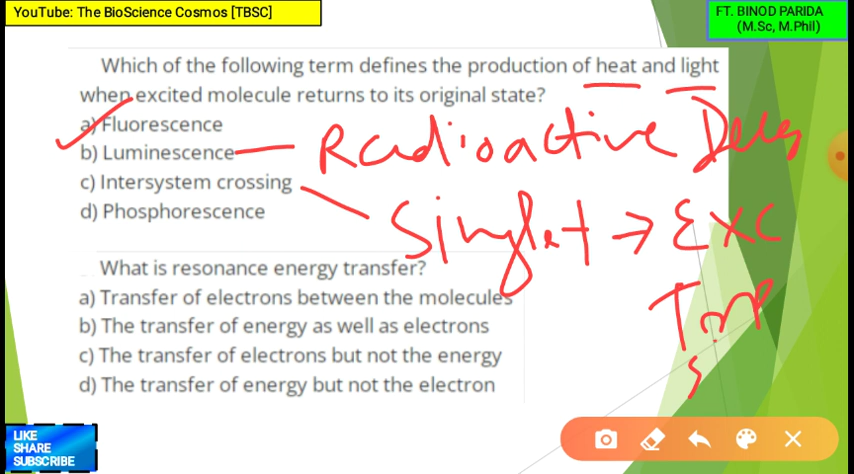 YouTube: The BioScience Cosmos [TBSC]
FT. BINOD PARIDA
(M.Sc, M.Phil)
Which of the following term defines the production of heat and light
when excited molecule returns to its original state?
a) Fluorescence
b) Luminescence
Radioactive
c) Intersystem crossing
d) Phosphorescence
Singlet → EXC
What is resonance energy transfer?
a) Transfer of electrons between the molecules
b) The transfer of energy as well as electrons
c) The transfer of electrons but not the energy
d) The transfer of energy but not the electron
LIKE
SHARE
SUBSCRIBE